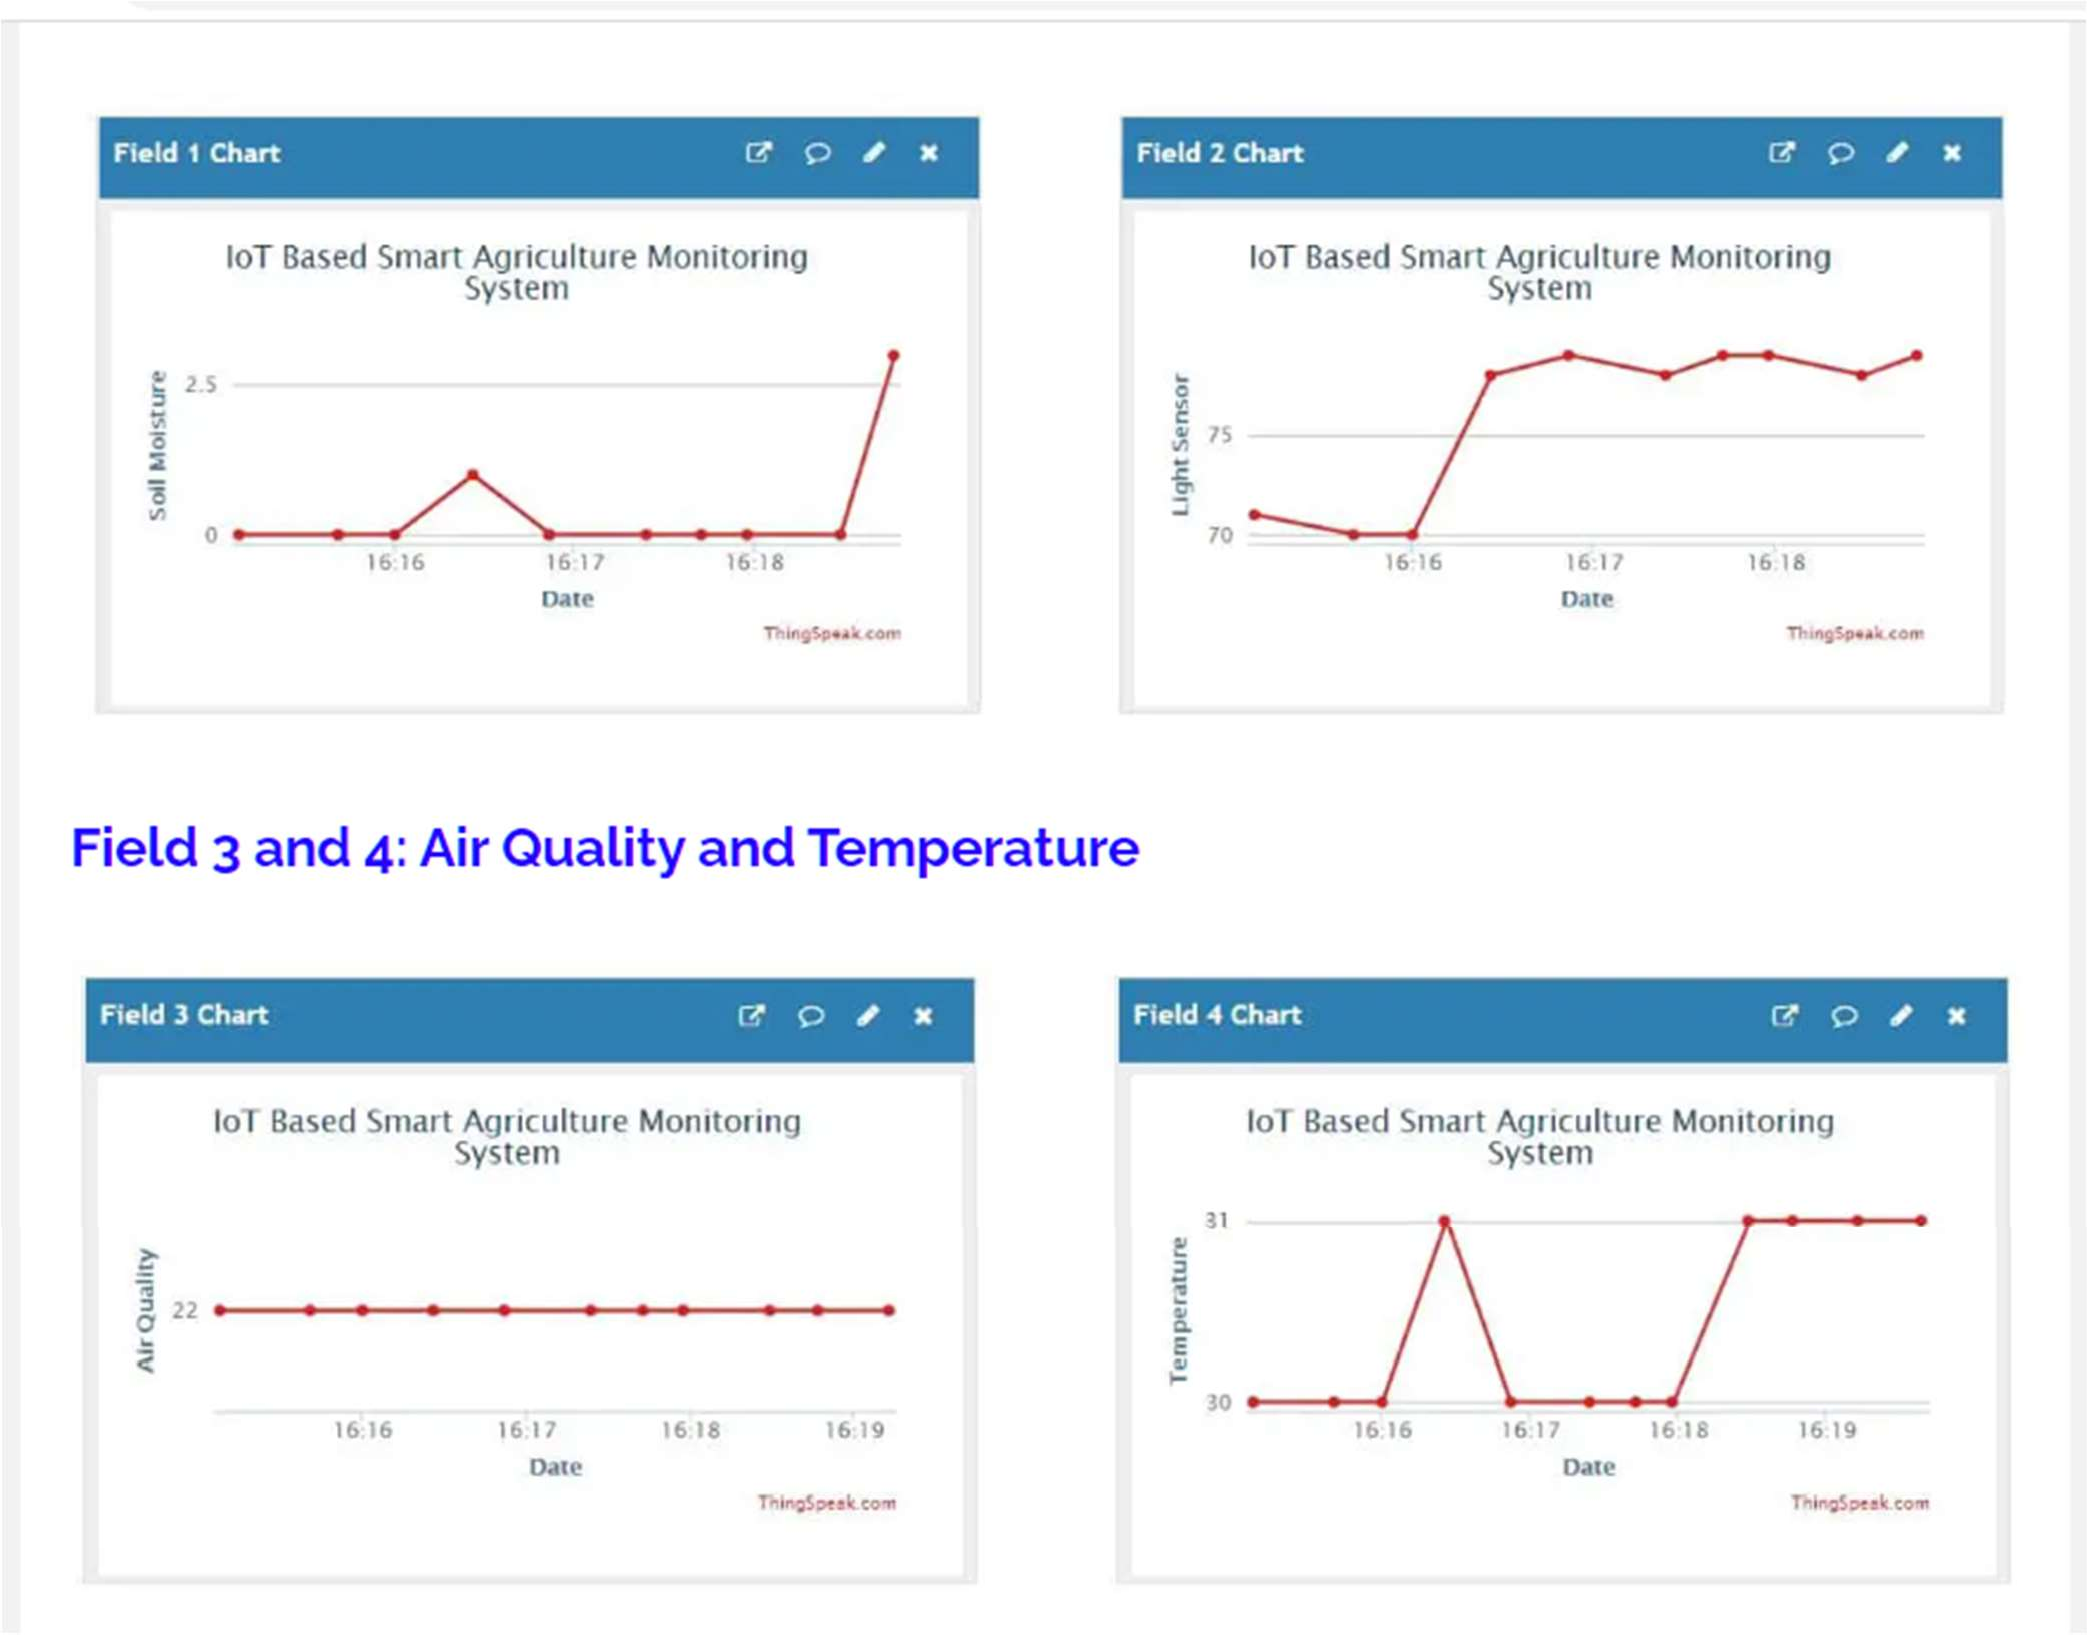 Field 1 Chart
IoT Based Smart Agriculture Monitoring
System
Soil Moisture
2.5
0
16:16 16:17 16:18
Date
ThingSpeak.com
Field 2 Chart
IoT Based Smart Agriculture Monitoring
System
Light Sensor
75
70
16:16 16:17 16:18
Date
ThingSpeak.com
Field 3 and 4: Air Quality and Temperature
Field 3 Chart
IoT Based Smart Agriculture Monitoring
System
Air Quality
22
16:16 16:17 16:18 16:19
Date
ThingSpeak.com
Field 4 Chart
IoT Based Smart Agriculture Monitoring
System
Temperature
31
30
16:16 16:17 16:18 16:19
Date
ThingSpeak.com